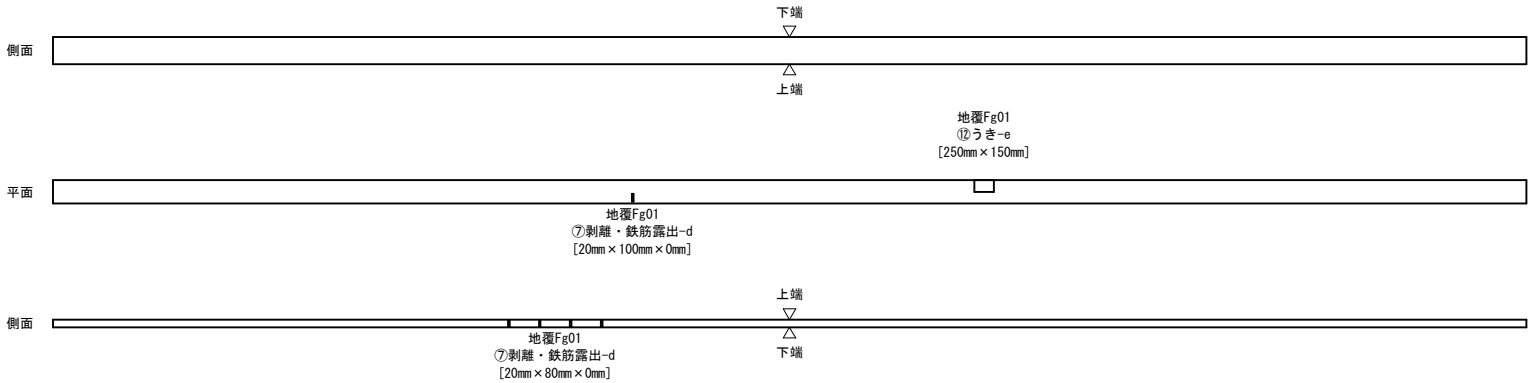 下端
側面
上端
地覆Fg01
⑫うき-e
[250mm×150mm]
平面
地覆Fg01
⑦剥離・鉄筋露出-d
[20mm×100mm×0mm]
上端
側面
下端
地覆Fg01
⑦剥離・鉄筋露出-d
[20mm×80mm×0mm]